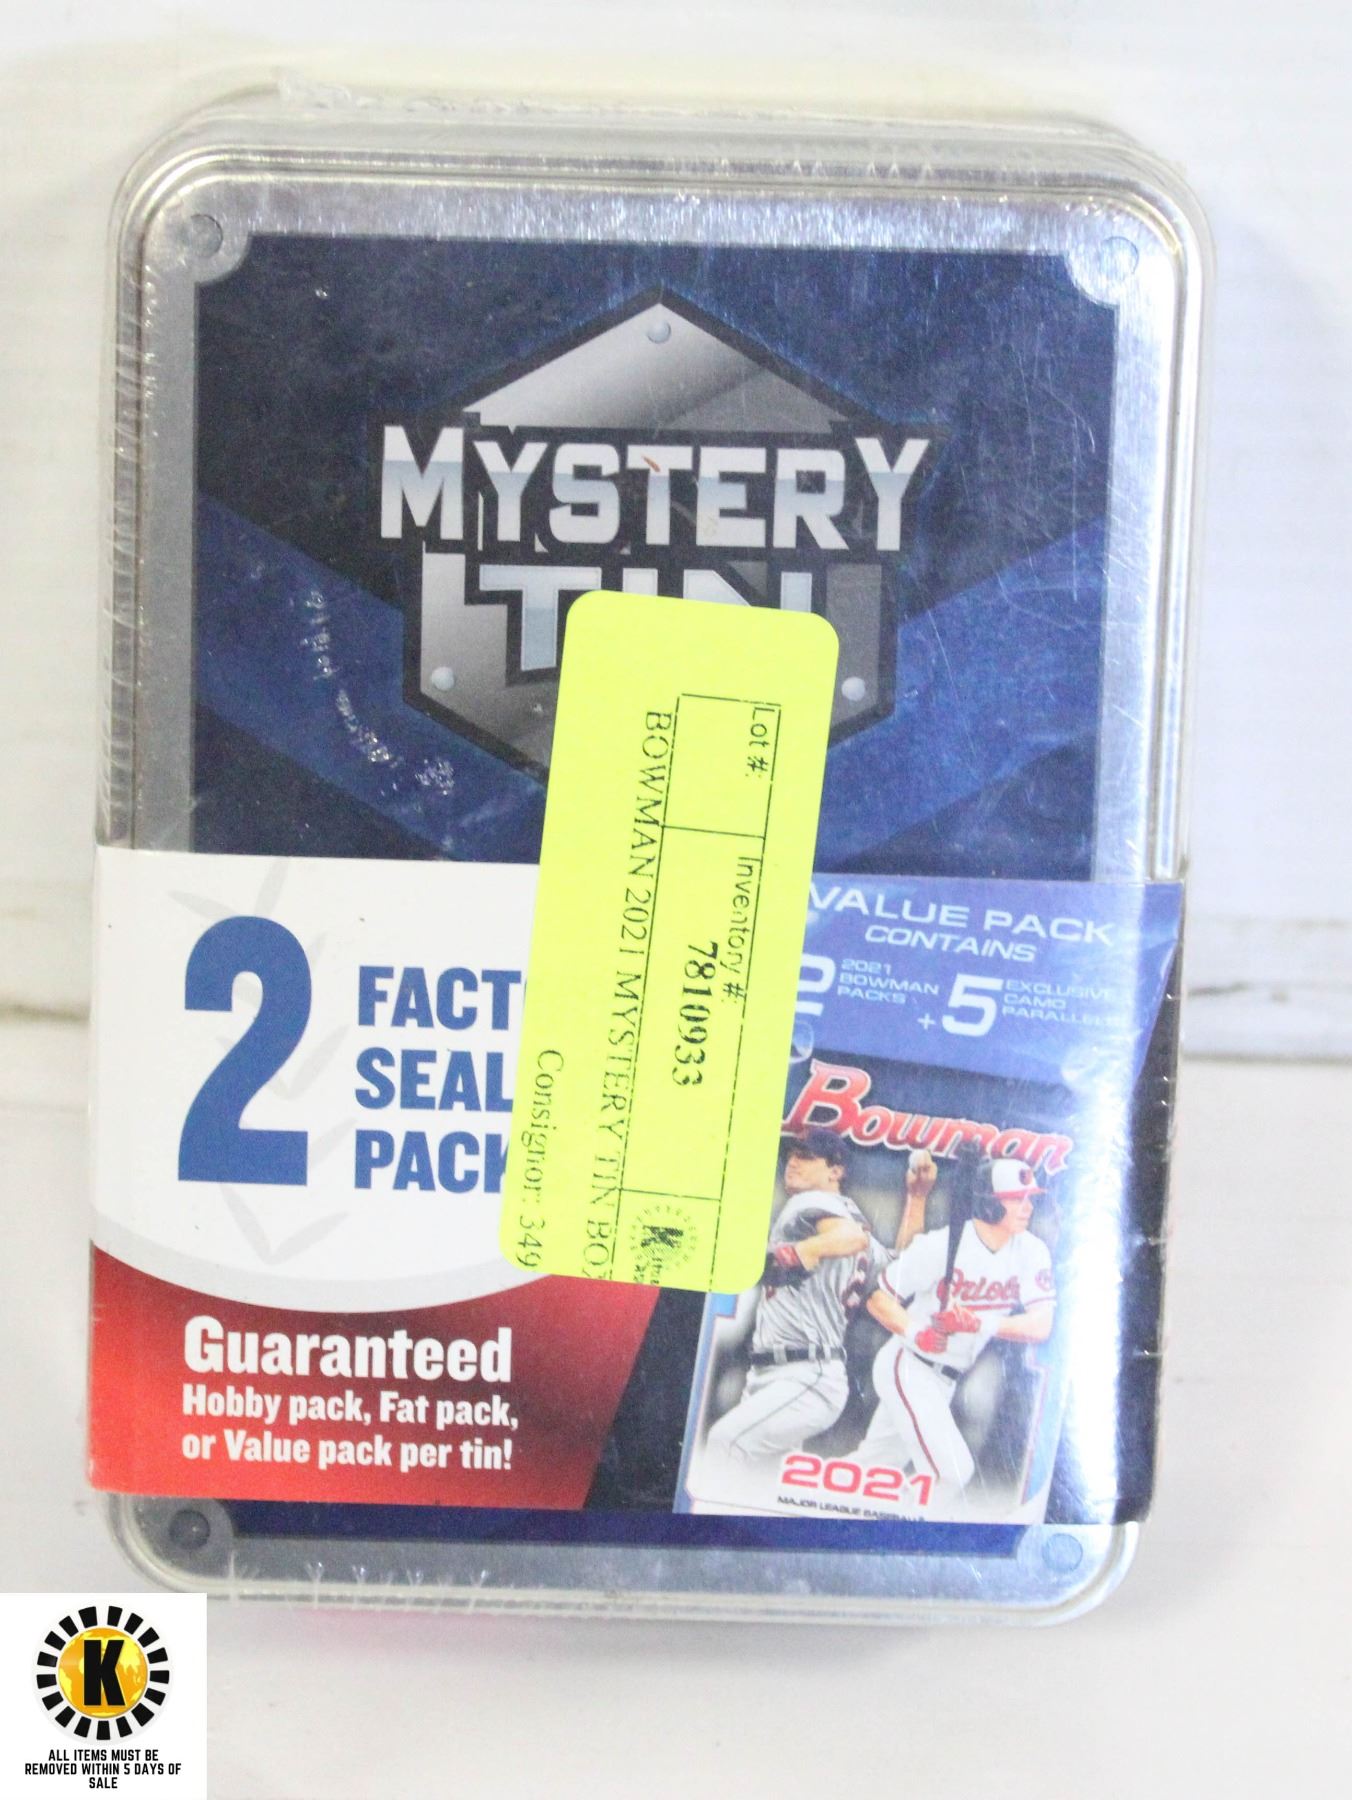 MYSTERY
TIN
2
FACT
SEAL
PACK
Guaranteed
Hobby pack, Fat pack,
or Value pack per tin!
Lot #:
Inventory #:
7810933
BOWMAN 2021 MYSTERY TIN BOX
Consignor: 349
VALUE PACK
CONTAINS
2 2021
BOWMAN
PACKS
+5 EXCLUSIVE
CAMO
PARALLELS
Bowman
Orioles
2021
MAJOR LEAGUE BASEBALL
K
ALL ITEMS MUST BE
REMOVED WITHIN 5 DAYS OF
SALE